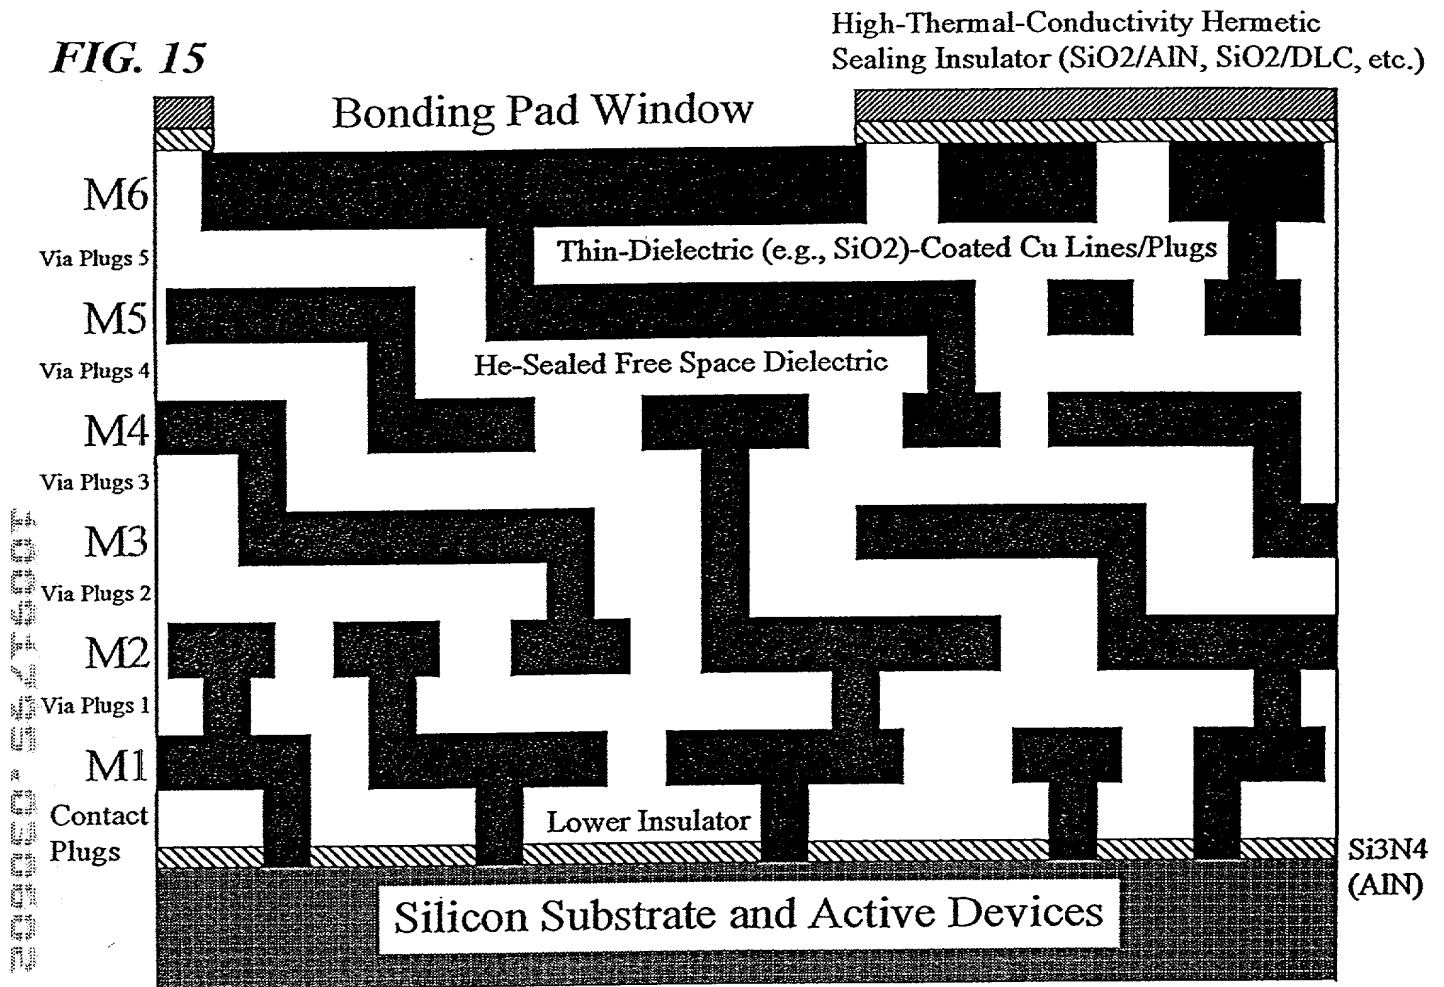 High-Thermal-Conductivity Hermetic
Sealing Insulator (SiO2/AlN, SiO2/DLC, etc.)
FIG. 15
Bonding Pad Window
M6
Via Plugs 5
Thin-Dielectric (e.g., SiO2)-Coated Cu Lines/Plugs
M5
Via Plugs 4
He-Sealed Free Space Dielectric
M4
Via Plugs 3
M3
Via Plugs 2
M2
Via Plugs 1
M1
Contact
Plugs
Lower Insulator
Si3N4
(AlN)
Silicon Substrate and Active Devices